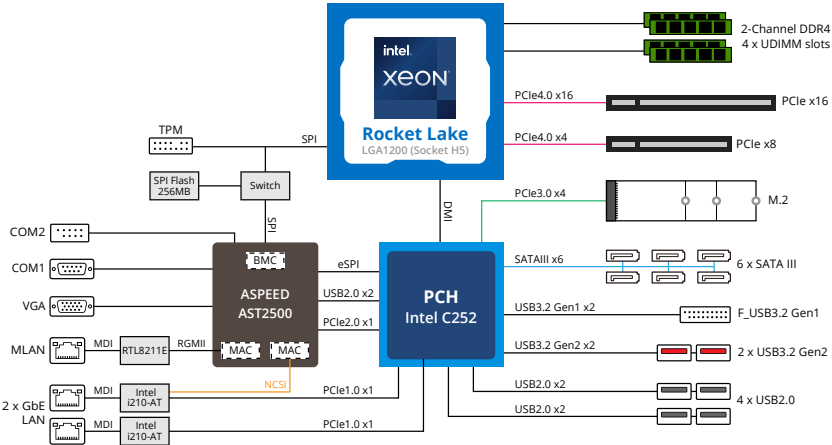 2-Channel DDR4
4 x UDIMM slots
intel.
xeon
Rocket Lake
LGA1200 (Socket H5)
PCIe4.0 x16
PCIe x16
PCIe4.0 x4
PCIe x8
TPM
SPI
SPI Flash
256MB
Switch
SPI
DMI
PCIe3.0 x4
M.2
COM2
BMC
eSPI
SATAIII x6
6 x SATA III
COM1
ASPEED
AST2500
PCH
Intel C252
USB2.0 x2
VGA
USB3.2 Gen1 x2
F_USB3.2 Gen1
PCIe2.0 x1
MLAN
MDI
RTL8211E
RGMII
MAC
MAC
USB3.2 Gen2 x2
2 x USB3.2 Gen2
NCSI
2 x GbE
LAN
MDI
Intel
i210-AT
PCIe1.0 x1
USB2.0 x2
4 x USB2.0
USB2.0 x2
MDI
Intel
i210-AT
PCIe1.0 x1